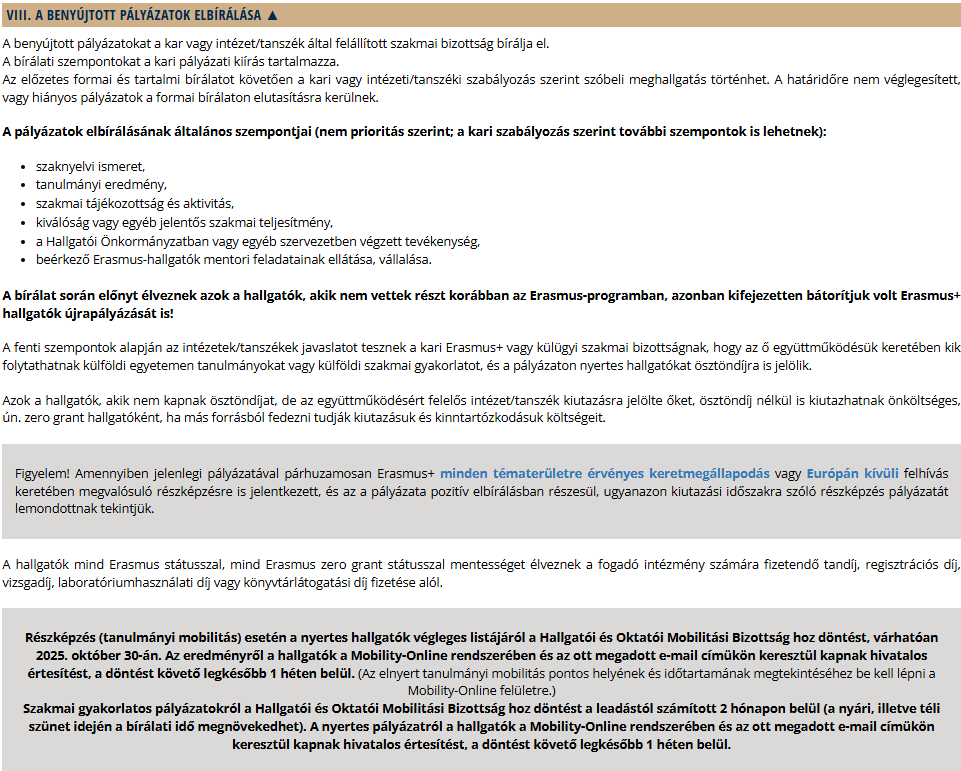 VIII. A BENYÚJTOTT PÁLYÁZATOK ELBÍRÁLÁSA ▲
A benyújtott pályázatokat a kar vagy intézet/tanszék által felállított szakmai bizottság bírálja el.
A bírálati szempontokat a kari pályázati kiírás tartalmazza.
Az előzetes formai és tartalmi bírálatot követően a kari vagy intézeti/tanszéki szabályozás szerint szóbeli meghallgatás történhet. A határidőre nem véglegesített,
vagy hiányos pályázatok a formai bírálaton elutasításra kerülnek.
A pályázatok elbírálásának általános szempontjai (nem prioritás szerint; a kari szabályozás szerint további szempontok is lehetnek):
• szaknyelvi ismeret,
• tanulmányi eredmény,
• szakmai tájékozottság és aktivitás,
• kiválóság vagy egyéb jelentős szakmai teljesítmény,
• a Hallgatói Önkormányzatban vagy egyéb szervezetben végzett tevékenység,
• beérkező Erasmus-hallgatók mentori feladatainak ellátása, vállalása.
A bírálat során előnyt élveznek azok a hallgatók, akik nem vettek részt korábban az Erasmus-programban, azonban kifejezetten bátorítjuk volt Erasmus+
hallgatók újrapályázását is!
A fenti szempontok alapján az intézetek/tanszékek javaslatot tesznek a kari Erasmus+ vagy külügyi szakmai bizottságnak, hogy az ő együttműködésük keretében kik
folytathatnak külföldi egyetemen tanulmányokat vagy külföldi szakmai gyakorlatot, és a pályázaton nyertes hallgatókat ösztöndíjra is jelölik.
Azok a hallgatók, akik nem kapnak ösztöndíjat, de az együttműködésért felelős intézet/tanszék kiutazásra jelölte őket, ösztöndíj nélkül is kiutazhatnak önköltséges,
ún. zero grant hallgatóként, ha más forrásból fedezni tudják kiutazásuk és kinntartózkodásuk költségeit.
Figyelem! Amennyiben jelenlegi pályázatával párhuzamosan Erasmus+ minden tématerületre érvényes keretmegállapodás vagy Európán kívüli felhívás
keretében megvalósuló részképzésre is jelentkezett, és az a pályázata pozitív elbírálásban részesül, ugyanazon kiutazási időszakra szóló részképzés pályázatát
lemondottnak tekintjük.
A hallgatók mind Erasmus státusszal, mind Erasmus zero grant státusszal mentességet élveznek a fogadó intézmény számára fizetendő tandíj, regisztrációs díj,
vizsgadíj, laboratóriumhasználati díj vagy könyvtárlátogatási díj fizetése alól.
Részképzés (tanulmányi mobilitás) esetén a nyertes hallgatók végleges listájáról a Hallgatói és Oktatói Mobilitási Bizottság hoz döntést, várhatóan
2025. október 30-án. Az eredményről a hallgatók a Mobility-Online rendszerében és az ott megadott e-mail címükön keresztül kapnak hivatalos
értesítést, a döntést követő legkésőbb 1 héten belül. (Az elnyert tanulmányi mobilitás pontos helyének és időtartamának megtekintéséhez be kell lépni a
Mobility-Online felületre.)
Szakmai gyakorlatos pályázatokról a Hallgatói és Oktatói Mobilitási Bizottság hoz döntést a leadástól számított 2 hónapon belül (a nyári, illetve téli
szünet idején a bírálati idő megnövekedhet). A nyertes pályázatról a hallgatók a Mobility-Online rendszerében és az ott megadott e-mail címükön
keresztül kapnak hivatalos értesítést, a döntést követő legkésőbb 1 héten belül.